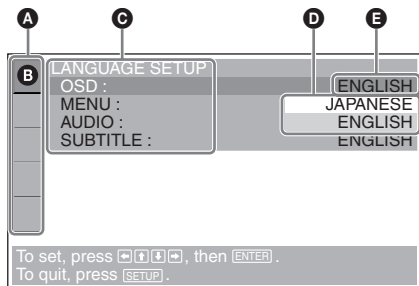 A
C
D
E
B
LANGUAGE SETUP
OSD : ENGLISH
MENU : JAPANESE
AUDIO : ENGLISH
SUBTITLE : ENGLISH
To set, press ←↑↓→, then ENTER.
To quit, press SETUP.